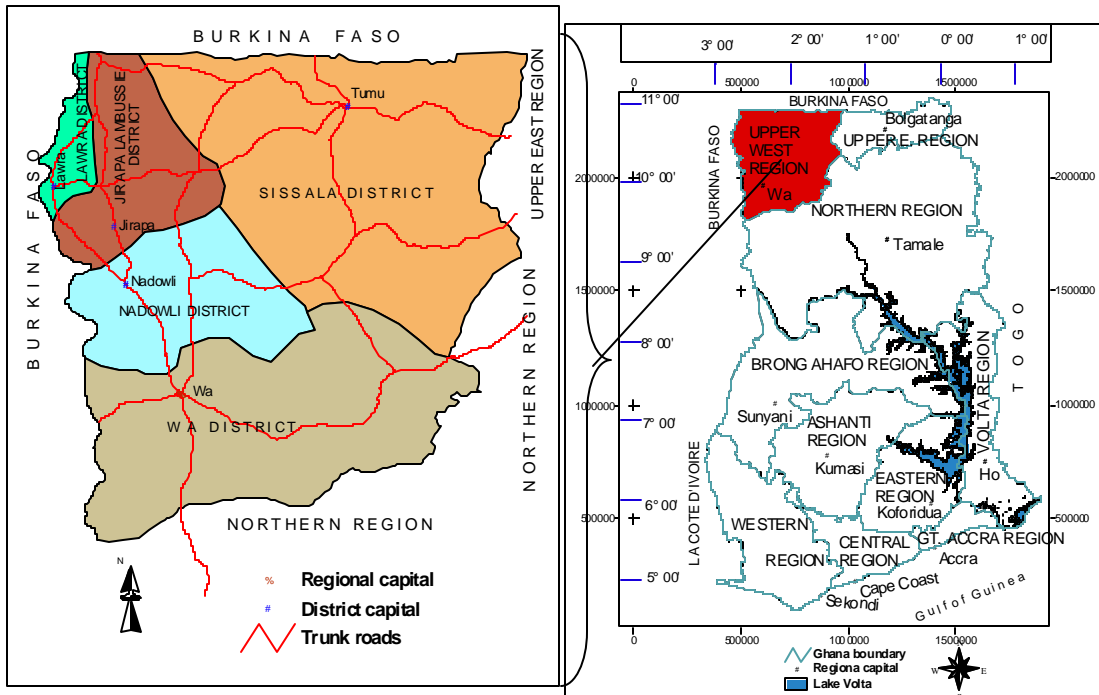 BURKINA FASO
Tumu
LAWRA DISTRICT
JIRAPA LAMBUSSIE
DISTRICT
Lawra
BURKINA FASO
UPPER EAST REGION
SISSALA DISTRICT
Jirapa
Nadowli
NADOWLI DISTRICT
NORTHERN REGION
Wa
WA DISTRICT
NORTHERN REGION
N
% Regional capital
# District capital
Trunk roads
3° 00' 2° 00' 1° 00' 0° 00' 1° 00'
0 500000 1000000 1500000
11° 00'
BURKINA FASO
Bolgatanga
#
UPPER E. REGION
BURKINA FASO
UPPER
WEST
REGION
# Wa
2000000 10° 00' 2000000
NORTHERN REGION
# Tamale
9° 00'
1500000 1500000
8° 00'
TOGO
BRONG AHAFO REGION
VOLTA REGION
1000000 1000000
Sunyani #
7° 00'
ASHANTI
REGION
#
Kumasi
# Ho
EASTERN
REGION
Koforidua
6° 00'
500000 500000
LA COTE D'IVOIRE
WESTERN
REGION
CENTRAL
REGION
GT. ACCRA REGION
Accra
5° 00'
Cape Coast
Sekondi
Gulf of Guinea
0 500000 1000000 1500000
Ghana boundary
# Regiona capital
Lake Volta
W E